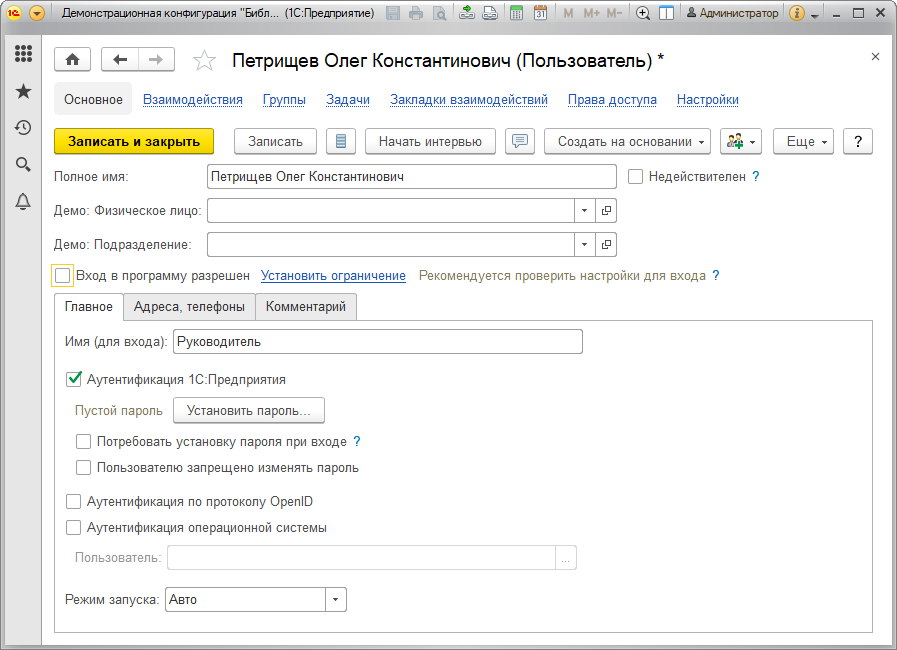 Демонстрационная конфигурация "Библ... (1С:Предприятие) 31 M M+ M- Администратор i
Петрищев Олег Константинович (Пользователь) *
Основное Взаимодействия Группы Задачи Закладки взаимодействий Права доступа Настройки
Записать и закрыть Записать Начать интервью Создать на основании Еще ?
Полное имя: Петрищев Олег Константинович Недействителен ?
Демо: Физическое лицо:
Демо: Подразделение:
Вход в программу разрешен Установить ограничение Рекомендуется проверить настройки для входа ?
Главное Адреса, телефоны Комментарий
Имя (для входа): Руководитель
Аутентификация 1С:Предприятия
Пустой пароль Установить пароль...
Потребовать установку пароля при входе ?
Пользователю запрещено изменять пароль
Аутентификация по протоколу OpenID
Аутентификация операционной системы
Пользователь: ...
Режим запуска: Авто